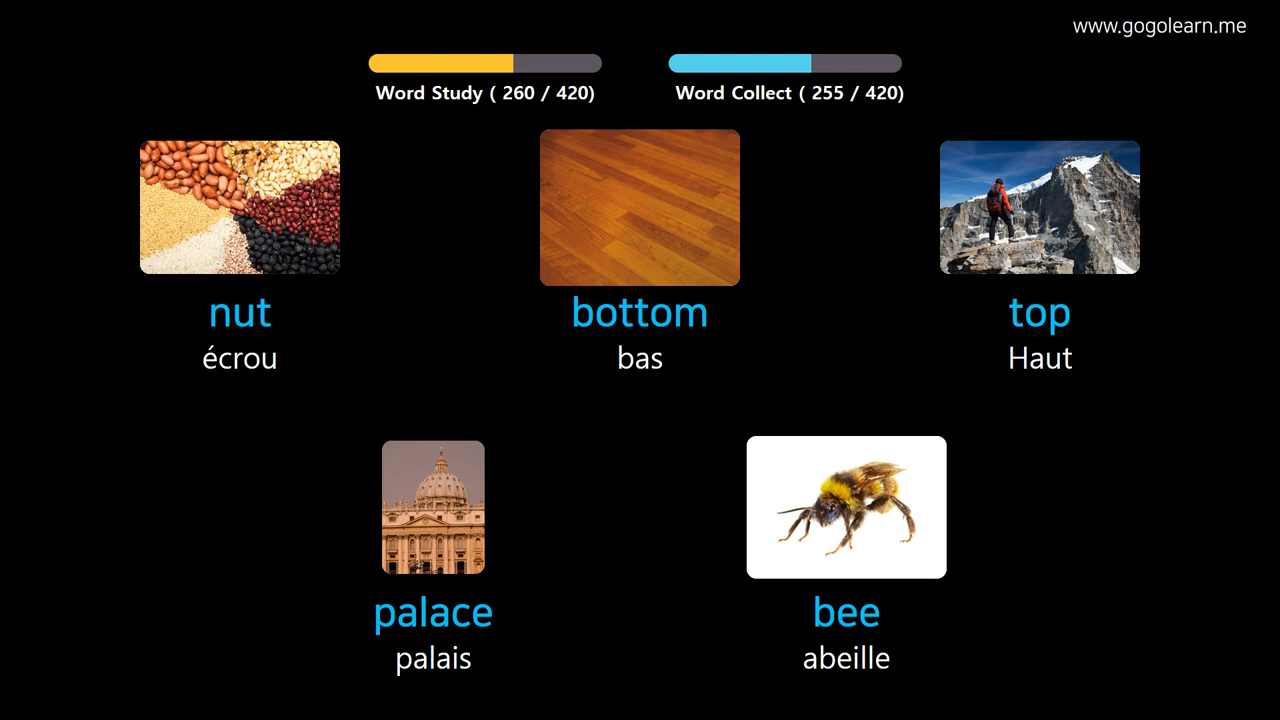 www.gogolearn.me
Word Study ( 260 / 420)
Word Collect ( 255 / 420)
nut
écrou
bottom
bas
top
Haut
palace
palais
bee
abeille